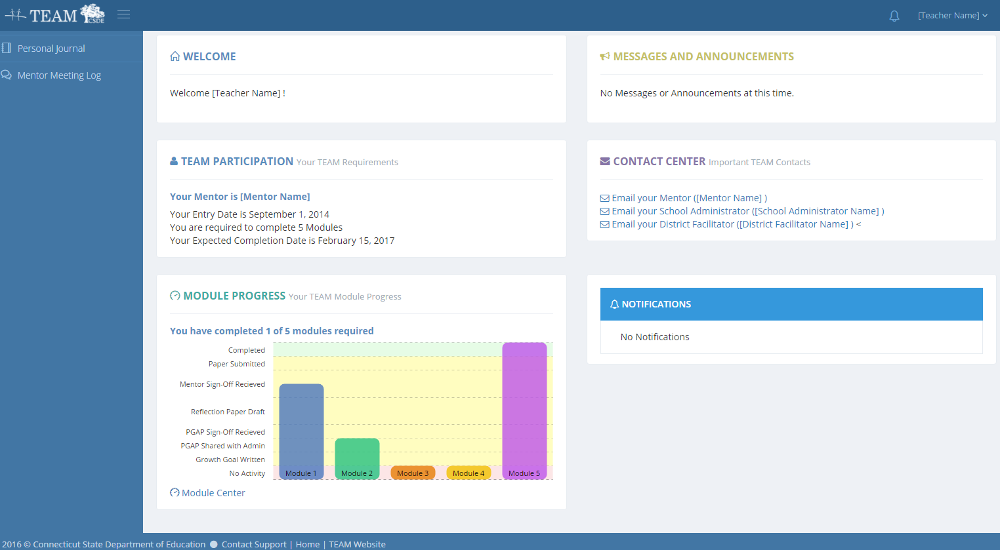 TEAM CSDE
[Teacher Name]
Personal Journal
Mentor Meeting Log
WELCOME
Welcome [Teacher Name] !
MESSAGES AND ANNOUNCEMENTS
No Messages or Announcements at this time.
TEAM PARTICIPATION Your TEAM Requirements
Your Mentor is [Mentor Name]
Your Entry Date is September 1, 2014
You are required to complete 5 Modules
Your Expected Completion Date is February 15, 2017
CONTACT CENTER Important TEAM Contacts
Email your Mentor ([Mentor Name] )
Email your School Administrator ([School Administrator Name] )
Email your District Facilitator ([District Facilitator Name] ) <
MODULE PROGRESS Your TEAM Module Progress
You have completed 1 of 5 modules required
Completed
Paper Submitted
Mentor Sign-Off Recieved
Reflection Paper Draft
PGAP Sign-Off Recieved
PGAP Shared with Admin
Growth Goal Written
No Activity
Module 1 Module 2 Module 3 Module 4 Module 5
Module Center
NOTIFICATIONS
No Notifications
2016 © Connecticut State Department of Education ● Contact Support | Home | TEAM Website